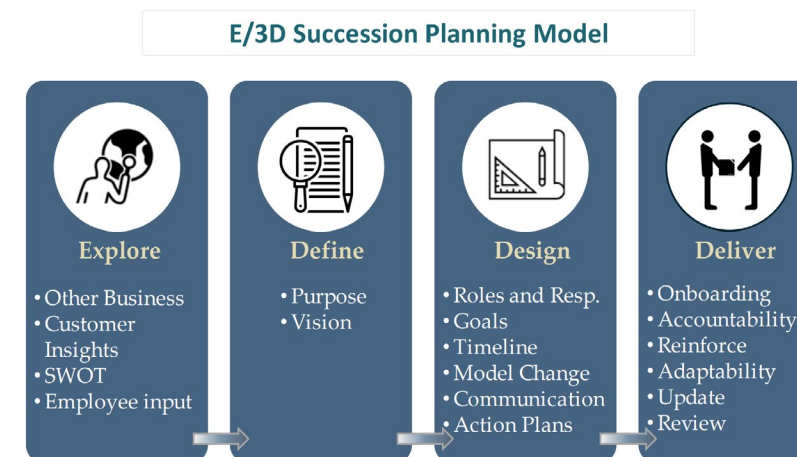 E/3D Succession Planning Model
Explore
• Other Business
• Customer
Insights
• SWOT
• Employee input
Define
• Purpose
• Vision
Design
• Roles and Resp.
• Goals
• Timeline
• Model Change
• Communication
• Action Plans
Deliver
• Onboarding
• Accountability
• Reinforce
• Adaptability
• Update
• Review